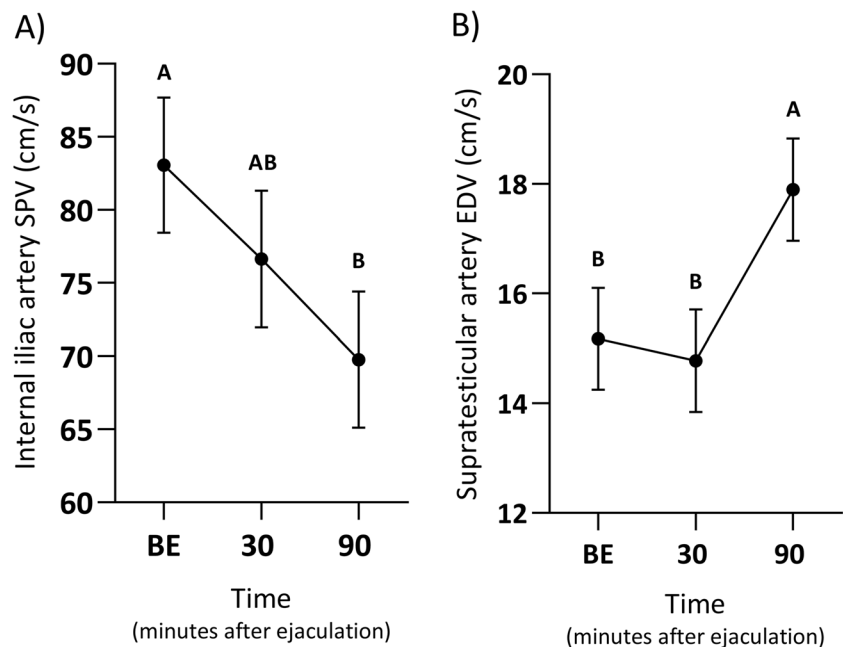 A)
Internal iliac artery SPV (cm/s)
90
85
80
75
70
65
60
A
AB
B
BE 30 90
Time
(minutes after ejaculation)
B)
Supratesticular artery EDV (cm/s)
20
18
16
14
12
B
B
A
BE 30 90
Time
(minutes after ejaculation)